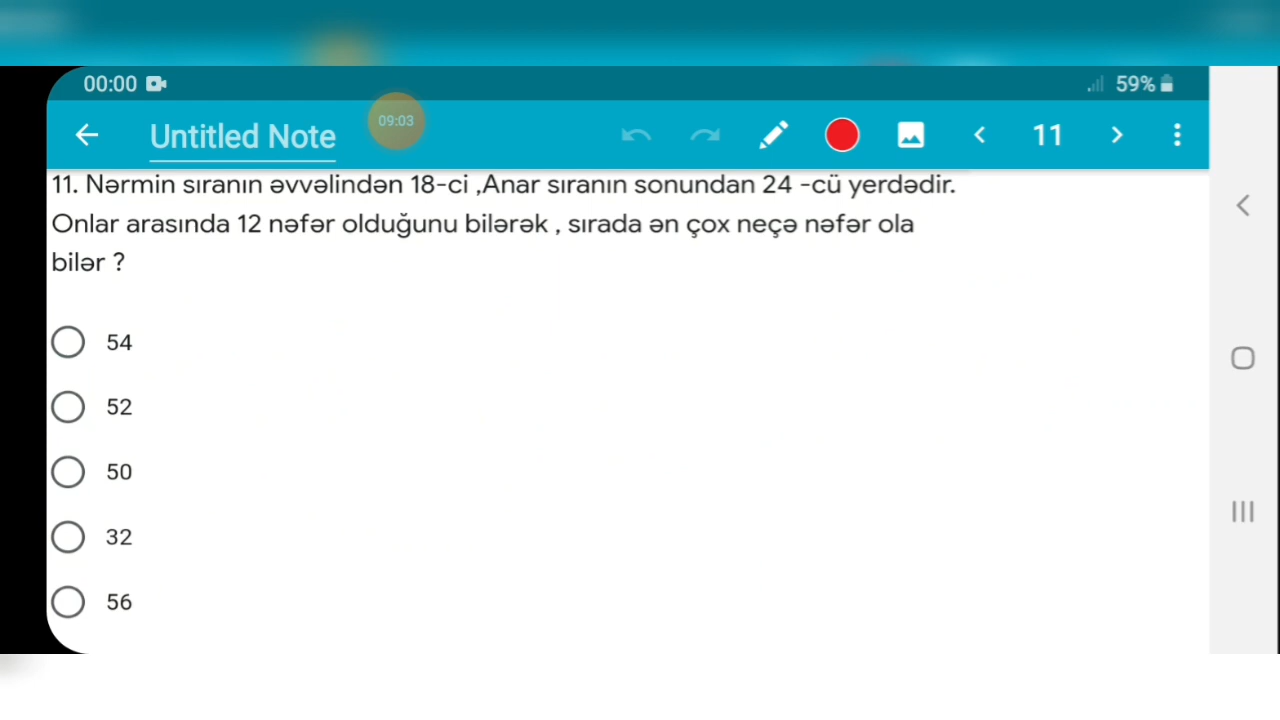 00:00
59%
Untitled Note
09:03
11
11. Nərmin sıranın əvvəlindən 18-ci ,Anar sıranın sonundan 24 -cü yerdədir.
Onlar arasında 12 nəfər olduğunu bilərək , sırada ən çox neçə nəfər ola
bilər ?
54
52
50
32
56